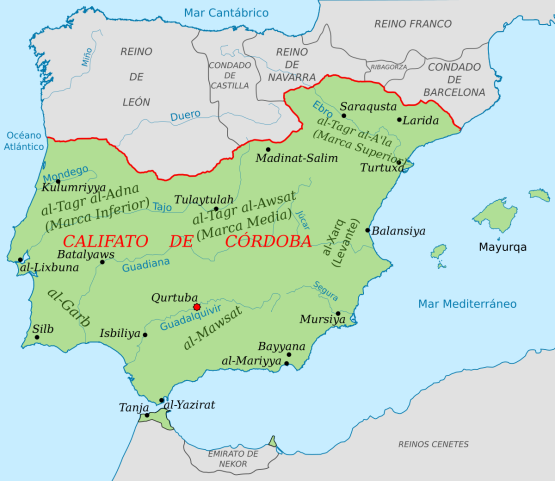 Mar Cantábrico
REINO FRANCO
Miño
REINO
DE
LEÓN
CONDADO
DE
CASTILLA
REINO
DE
NAVARRA
RIBAGORZA
CONDADO
DE
BARCELONA
Duero
Ebro
Saraqusta
Larida
al-Tagr al-A'la
(Marca Superior)
Océano
Atlántico
Madinat-Salim
Turtuxa
Mondego
Kulumriyya
al-Tagr al-Adna
(Marca Inferior)
Tajo
Tulaytulah
al-Tagr al-Awsat
(Marca Media)
Júcar
al-Xarq
(Levante)
Balansiya
Mayurqa
CALIFATO DE CÓRDOBA
al-Lixbuna
Batalyaws
Guadiana
Qurtuba
Guadalquivir
al-Mawsat
Segura
Mursiya
Mar Mediterráneo
al-Garb
Silb
Isbiliya
Bayyana
al-Mariyya
Tanja
al-Yazirat
EMIRATO DE
NEKOR
REINOS CENETES